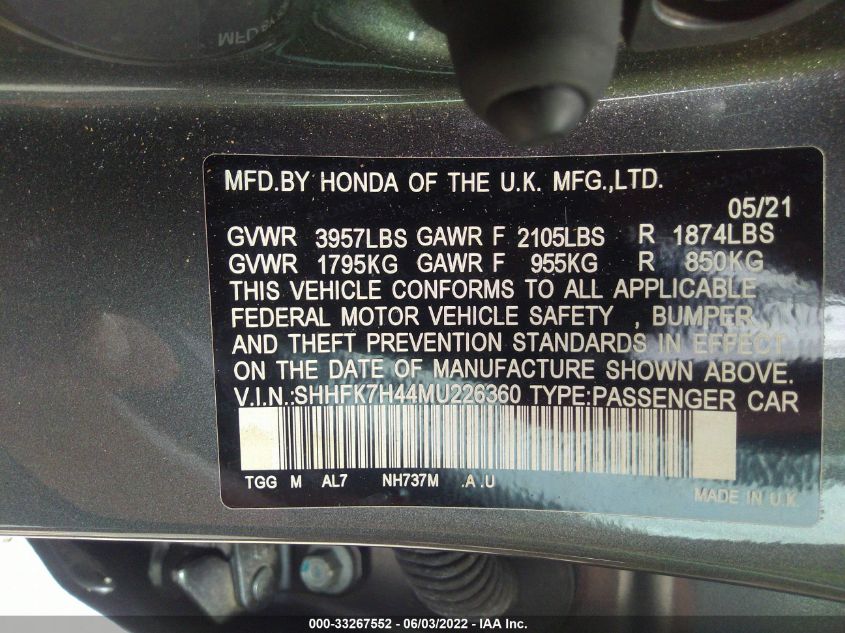 MFD.BY HONDA OF THE U.K. MFG.,LTD.
05/21
GVWR 3957LBS GAWR F 2105LBS R 1874LBS
GVWR 1795KG GAWR F 955KG R 850KG
THIS VEHICLE CONFORMS TO ALL APPLICABLE
FEDERAL MOTOR VEHICLE SAFETY , BUMPER
AND THEFT PREVENTION STANDARDS IN EFFECT
ON THE DATE OF MANUFACTURE SHOWN ABOVE.
V.I.N.:SHHFK7H44MU226360 TYPE:PASSENGER CAR
TGG M AL7 NH737M .A .U
MADE IN U.K
000-33267552 - 06/03/2022 - IAA Inc.